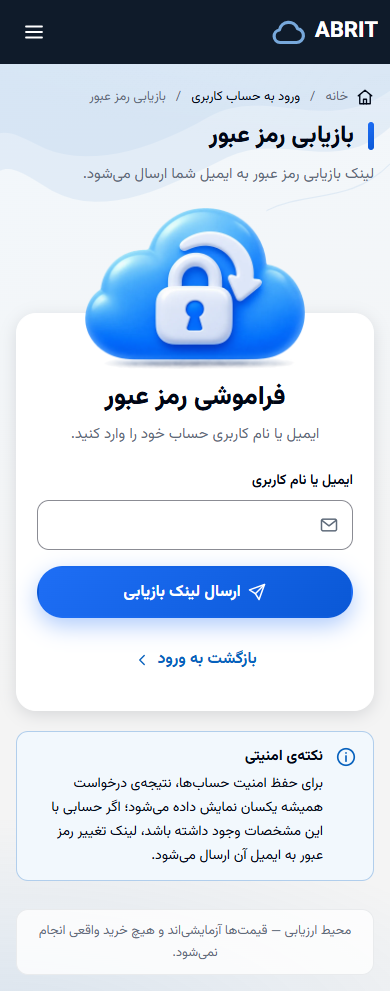 ABRIT
خانه / ورود به حساب کاربری / بازیابی رمز عبور
بازیابی رمز عبور
لینک بازیابی رمز عبور به ایمیل شما ارسال می‌شود.
فراموشی رمز عبور
ایمیل یا نام کاربری حساب خود را وارد کنید.
ایمیل یا نام کاربری
ارسال لینک بازیابی
بازگشت به ورود
نکته‌ی امنیتی
برای حفظ امنیت حساب‌ها، نتیجه‌ی درخواست
همیشه یکسان نمایش داده می‌شود؛ اگر حسابی با
این مشخصات وجود داشته باشد، لینک تغییر رمز
عبور به ایمیل آن ارسال می‌شود.
محیط ارزیابی — قیمت‌ها آزمایشی‌اند و هیچ خرید واقعی انجام
نمی‌شود.